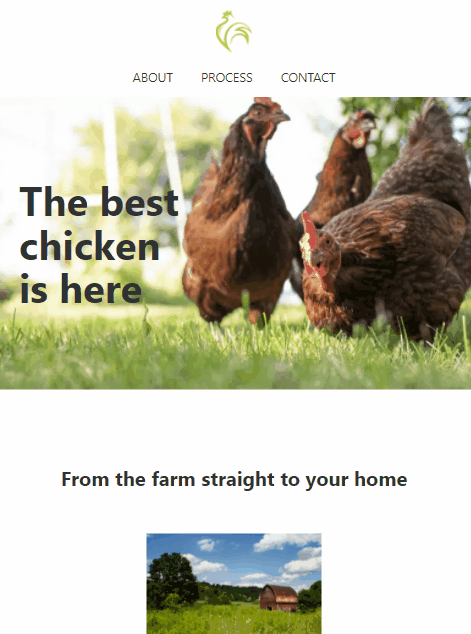 ABOUT PROCESS CONTACT
The best
chicken
is here
From the farm straight to your home